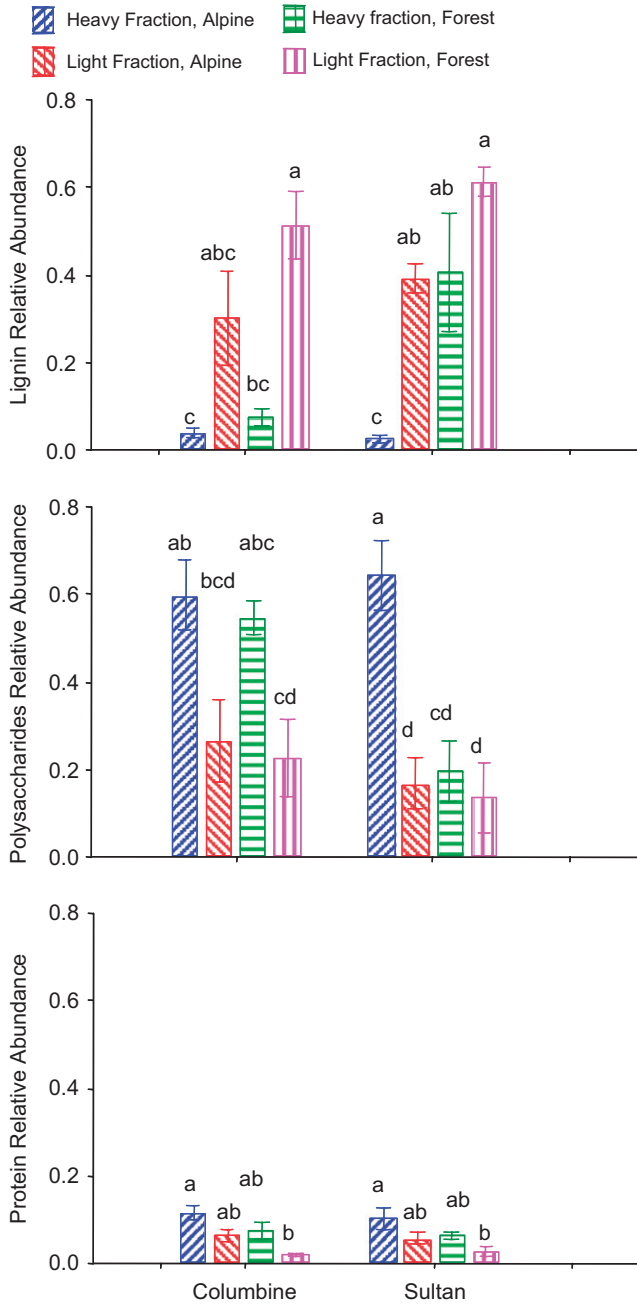 Heavy Fraction, Alpine
Heavy fraction, Forest
Light Fraction, Alpine
Light Fraction, Forest
Lignin Relative Abundance
0.8
0.6
0.4
0.2
0.0
c
abc
bc
a
c
ab
ab
a
Polysaccharides Relative Abundance
0.8
0.6
0.4
0.2
0.0
ab
bcd
abc
cd
a
d
cd
d
Protein Relative Abundance
0.8
0.6
0.4
0.2
0.0
a
ab
ab
b
a
ab
ab
b
Columbine
Sultan